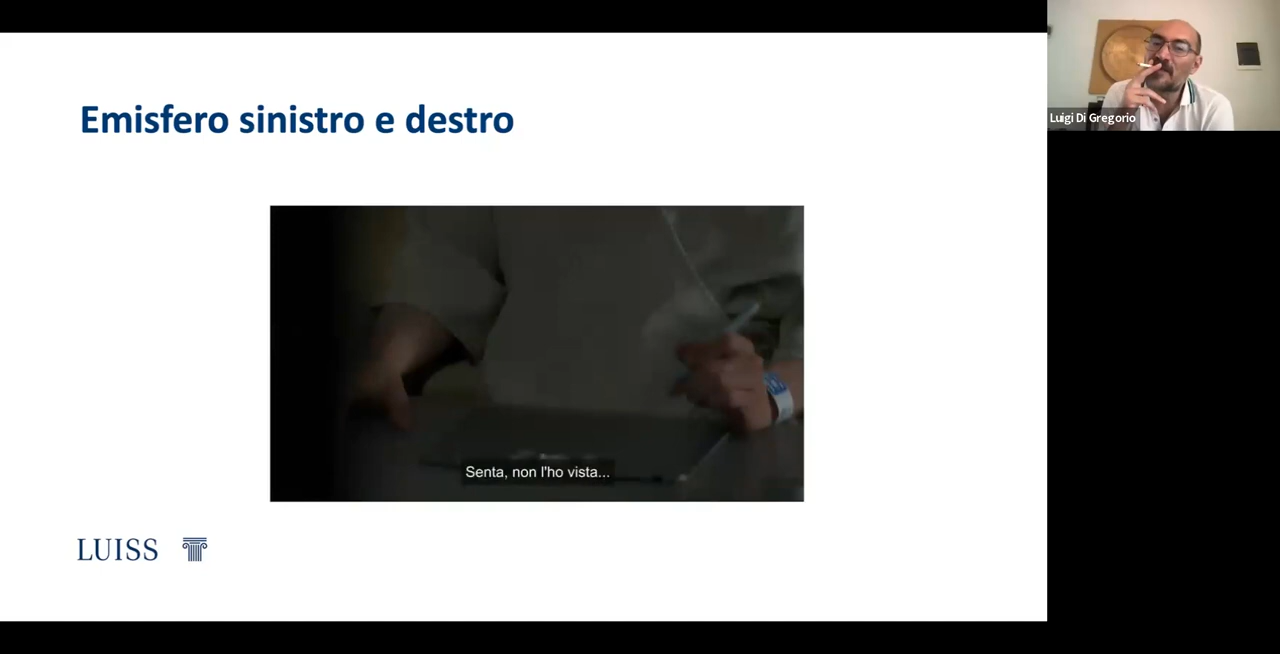 Emisfero sinistro e destro
Luigi Di Gregorio
Senta, non l'ho vista...
LUISS